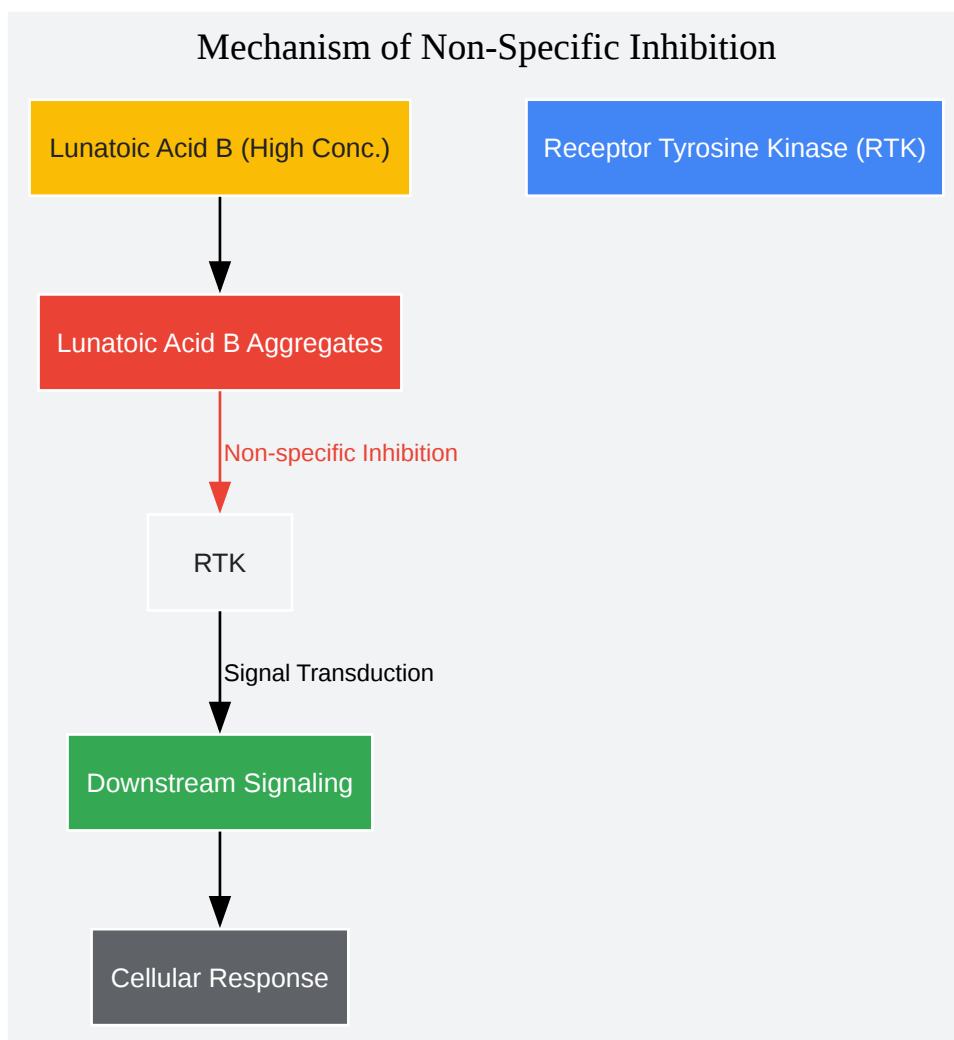 Mechanism of Non-Specific Inhibition
Lunatoic Acid B (High Conc.)
Receptor Tyrosine Kinase (RTK)
Lunatoic Acid B Aggregates
Non-specific Inhibition
RTK
Signal Transduction
Downstream Signaling
Cellular Response